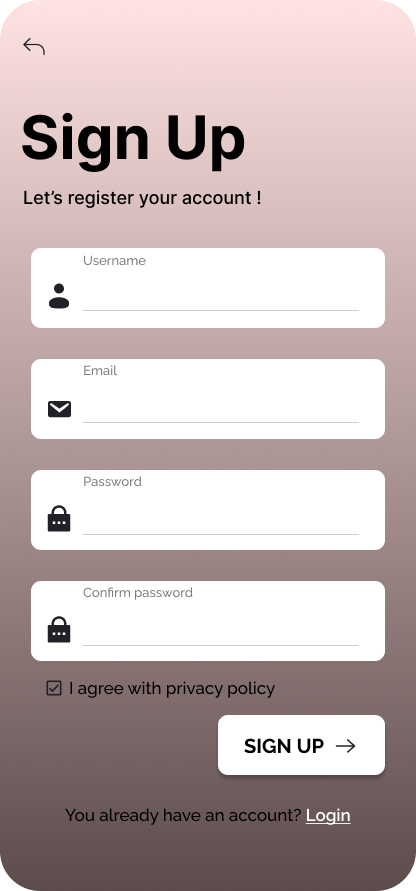 Sign Up
Let’s register your account !
Username
Email
Password
Confirm password
I agree with privacy policy
SIGN UP
You already have an account? Login